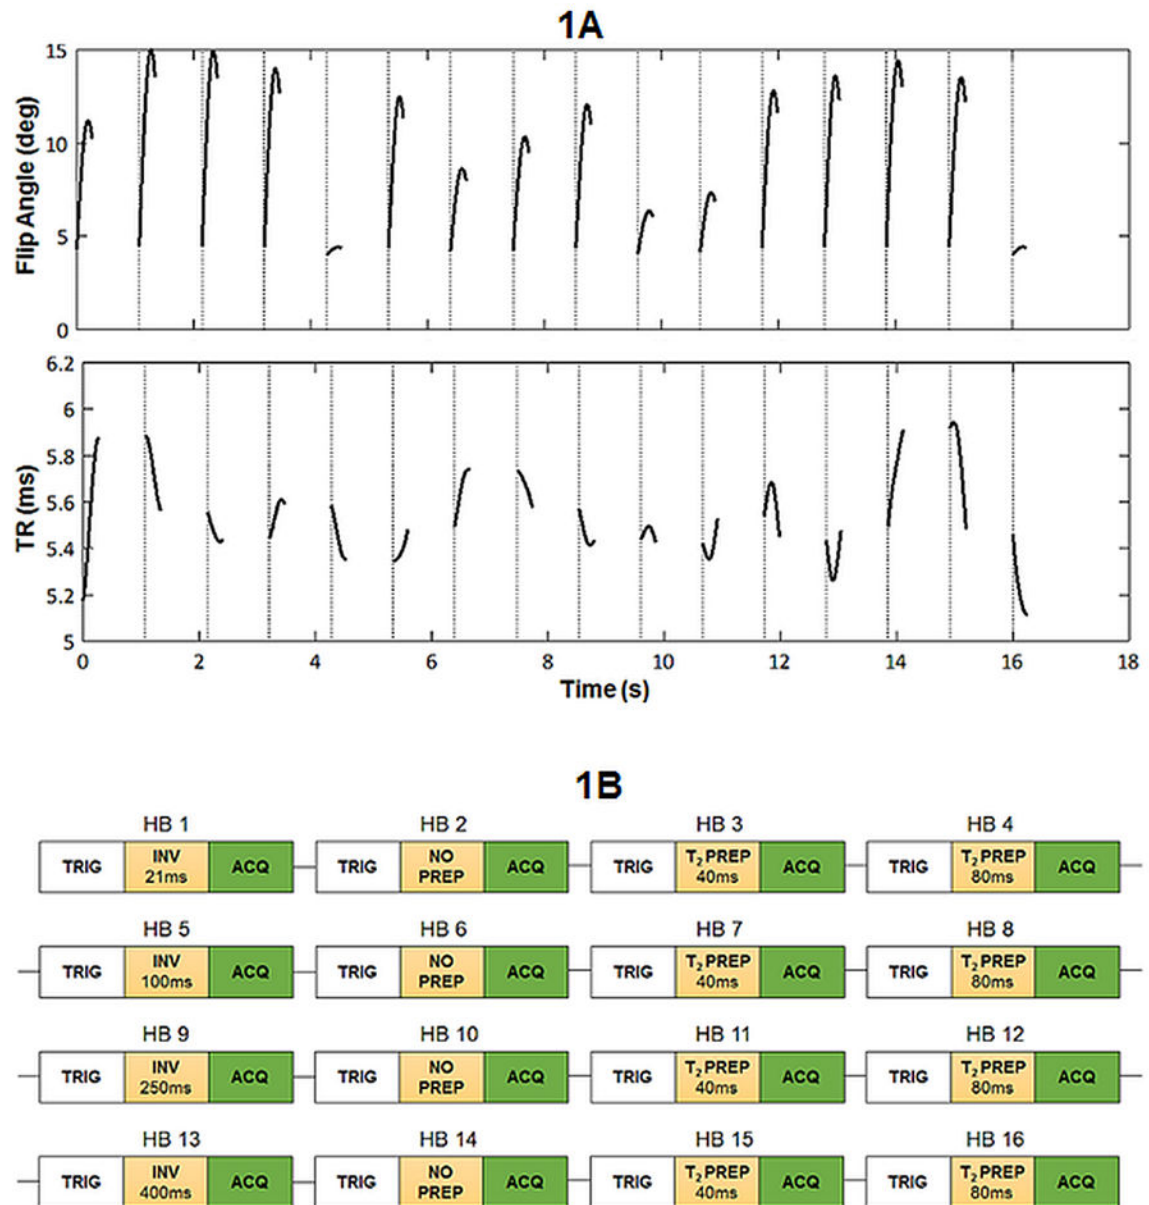 1A
Flip Angle (deg)
15
10
5
0
TR (ms)
6.2
6
5.8
5.6
5.4
5.2
5
0 2 4 6 8 10 12 14 16 18
Time (s)
1B
HB 1 HB 2 HB 3 HB 4
TRIG INV 21ms ACQ TRIG NO PREP ACQ TRIG T2 PREP 40ms ACQ TRIG T2 PREP 80ms ACQ
HB 5 HB 6 HB 7 HB 8
TRIG INV 100ms ACQ TRIG NO PREP ACQ TRIG T2 PREP 40ms ACQ TRIG T2 PREP 80ms ACQ
HB 9 HB 10 HB 11 HB 12
TRIG INV 250ms ACQ TRIG NO PREP ACQ TRIG T2 PREP 40ms ACQ TRIG T2 PREP 80ms ACQ
HB 13 HB 14 HB 15 HB 16
TRIG INV 400ms ACQ TRIG NO PREP ACQ TRIG T2 PREP 40ms ACQ TRIG T2 PREP 80ms ACQ